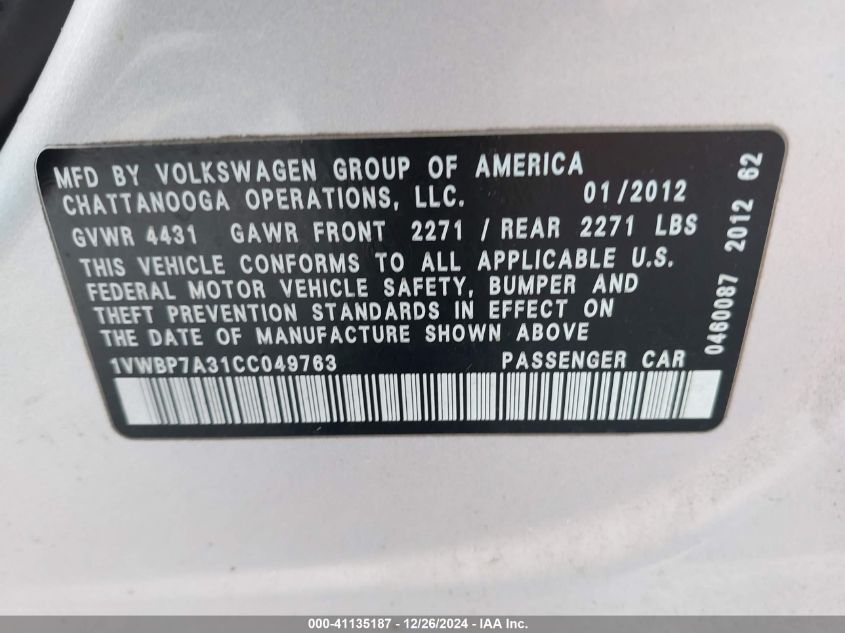 MFD BY VOLKSWAGEN GROUP OF AMERICA
CHATTANOOGA OPERATIONS, LLC. 01/2012
GVWR 4431 GAWR FRONT 2271 / REAR 2271 LBS
THIS VEHICLE CONFORMS TO ALL APPLICABLE U.S.
FEDERAL MOTOR VEHICLE SAFETY, BUMPER AND
THEFT PREVENTION STANDARDS IN EFFECT ON
THE DATE OF MANUFACTURE SHOWN ABOVE
1VWBP7A31CC049763 PASSENGER CAR
0460087 2012 62
000-41135187 - 12/26/2024 - IAA Inc.